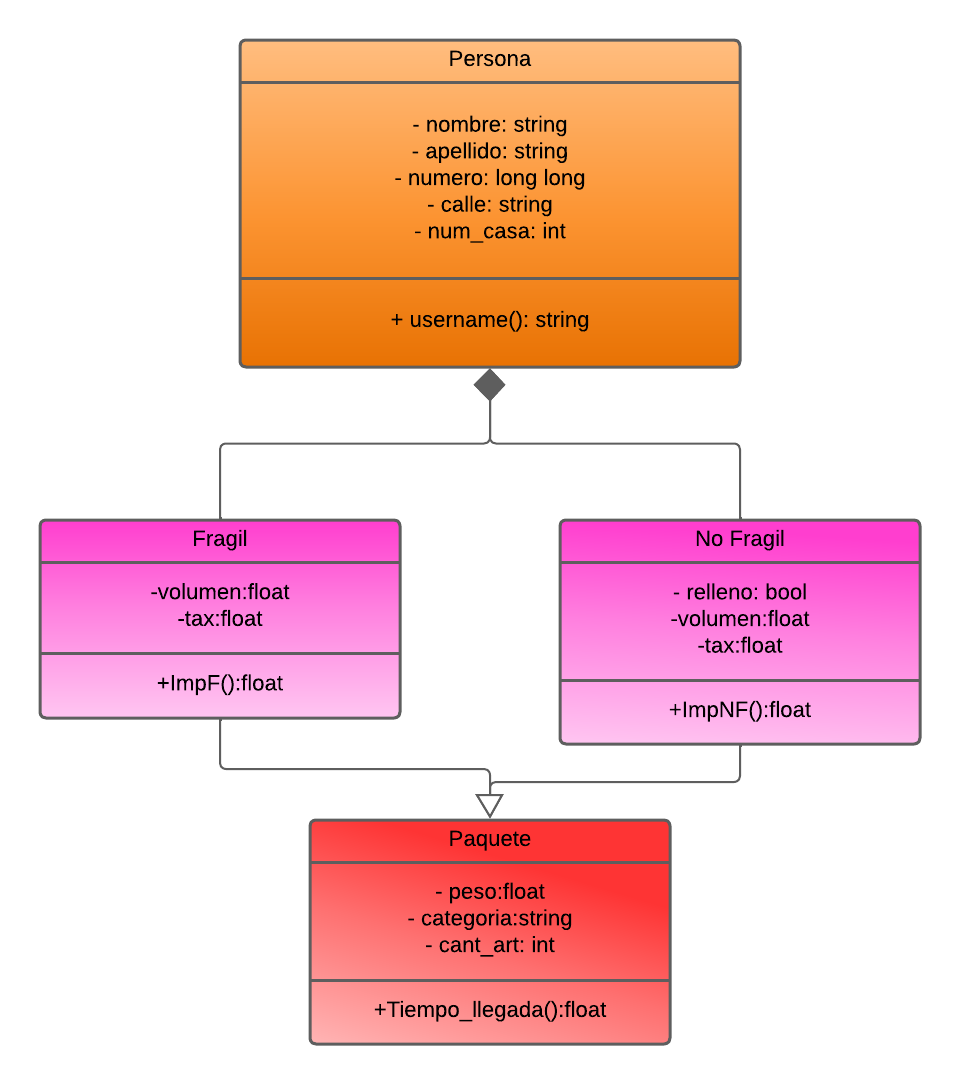 Persona
- nombre: string
- apellido: string
- numero: long long
- calle: string
- num_casa: int
+ username(): string
Fragil
-volumen:float
-tax:float
+ImpF():float
No Fragil
- relleno: bool
-volumen:float
-tax:float
+ImpNF():float
Paquete
- peso:float
- categoria:string
- cant_art: int
+Tiempo_llegada():float